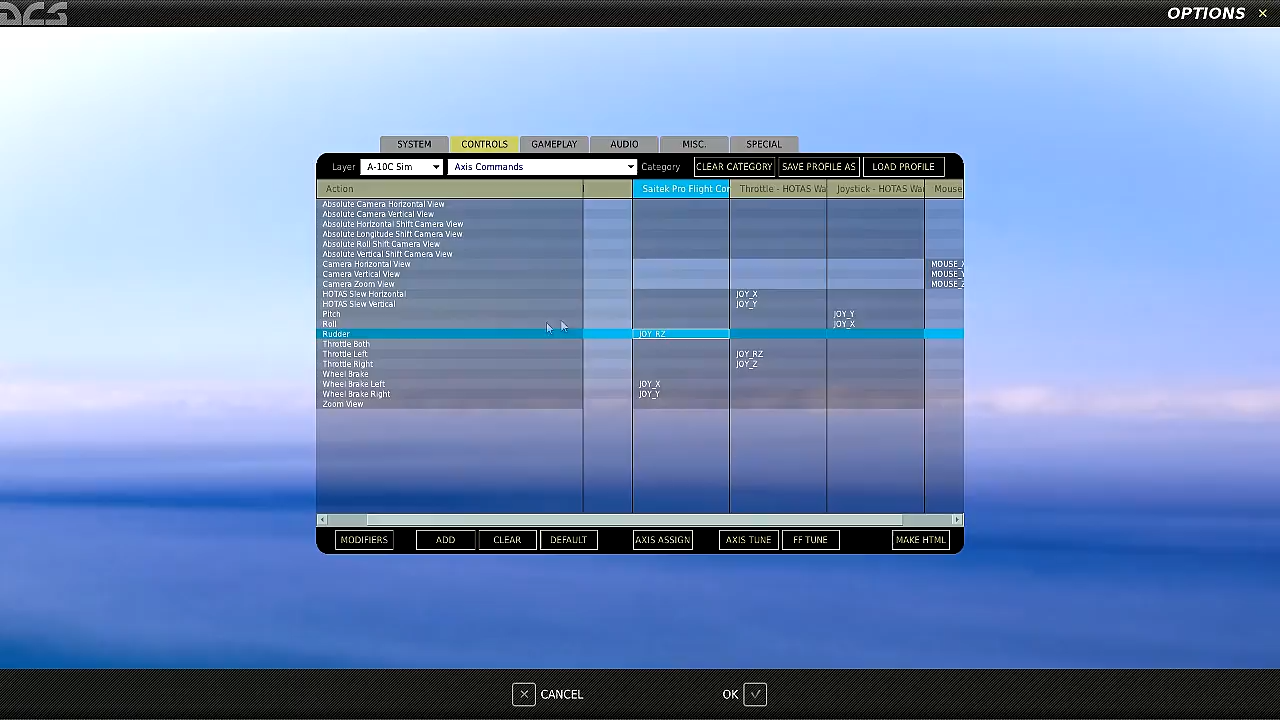 DCS
OPTIONS
SYSTEM CONTROLS GAMEPLAY AUDIO MISC. SPECIAL
Layer A-10C Sim Axis Commands Category CLEAR CATEGORY SAVE PROFILE AS LOAD PROFILE
Action Saitek Pro Flight Throttle - HOTAS Joystick - HOTAS Mouse
Absolute Camera Horizontal View
Absolute Camera Vertical View
Absolute Horizontal Shift Camera View
Absolute Longitude Shift Camera View
Absolute Roll Shift Camera View
Absolute Vertical Shift Camera View
Camera Horizontal View MOUSE_X
Camera Vertical View MOUSE_Y
Camera Zoom View MOUSE_Z
HOTAS Slew Horizontal JOY_X
HOTAS Slew Vertical JOY_Y
Pitch JOY_Y
Roll JOY_X
Rudder JOY_RZ
Throttle Both
Throttle Left JOY_RZ
Throttle Right JOY_Z
Wheel Brake
Wheel Brake Left JOY_X
Wheel Brake Right JOY_Y
Zoom View
MODIFIERS ADD CLEAR DEFAULT AXIS ASSIGN AXIS TUNE FF TUNE MAKE HTML
CANCEL OK